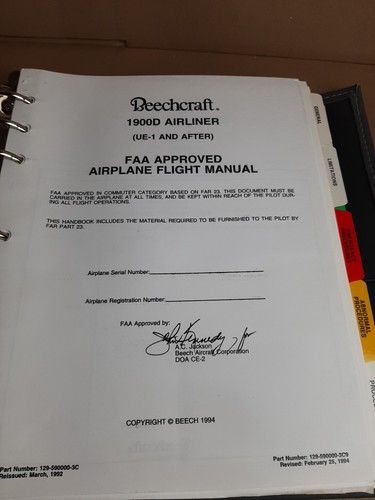 Beechcraft®
1900D AIRLINER
(UE-1 AND AFTER)
FAA APPROVED
AIRPLANE FLIGHT MANUAL
FAA APPROVED IN COMMUTER CATEGORY BASED ON FAR 23. THIS DOCUMENT MUST BE
CARRIED IN THE AIRPLANE AT ALL TIMES, AND BE KEPT WITHIN REACH OF THE PILOT DUR-
ING ALL FLIGHT OPERATIONS.
THIS HANDBOOK INCLUDES THE MATERIAL REQUIRED TO BE FURNISHED TO THE PILOT BY
FAR PART 23.
Airplane Serial Number:
Airplane Registration Number:
FAA Approved by:
John Kennedy for
A.C. Jackson
Beech Aircraft Corporation
DOA CE-2
COPYRIGHT © BEECH 1994
Part Number: 129-590000-3C
Reissued: March, 1992
Part Number: 129-590000-3C9
Revised: February 25, 1994
GENERAL
LIMITATIONS
ABNORMAL
PROCEDURES